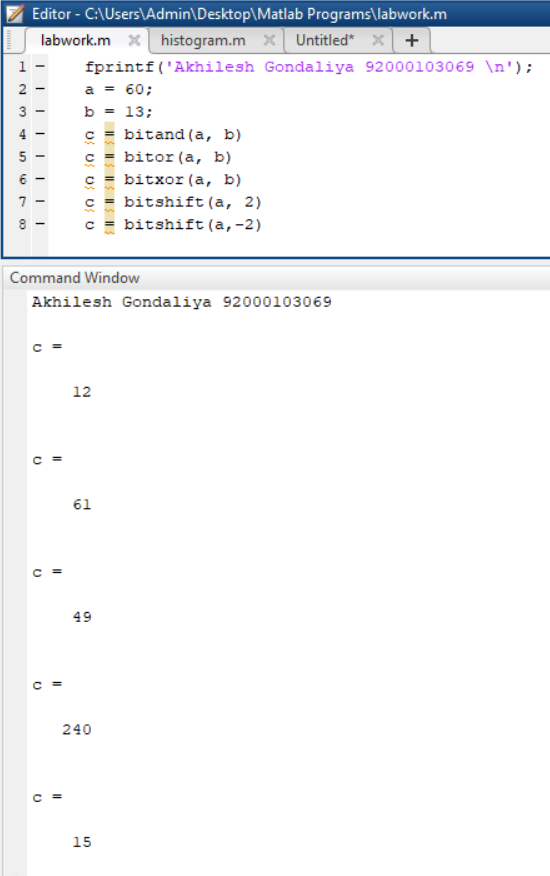 Editor - C:\Users\Admin\Desktop\Matlab Programs\labwork.m
labwork.m × histogram.m × Untitled* × +
1 - fprintf('Akhilesh Gondaliya 92000103069 \n');
2 - a = 60;
3 - b = 13;
4 - c = bitand(a, b)
5 - c = bitor(a, b)
6 - c = bitxor(a, b)
7 - c = bitshift(a, 2)
8 - c = bitshift(a,-2)
Command Window
Akhilesh Gondaliya 92000103069
c =
12
c =
61
c =
49
c =
240
c =
15